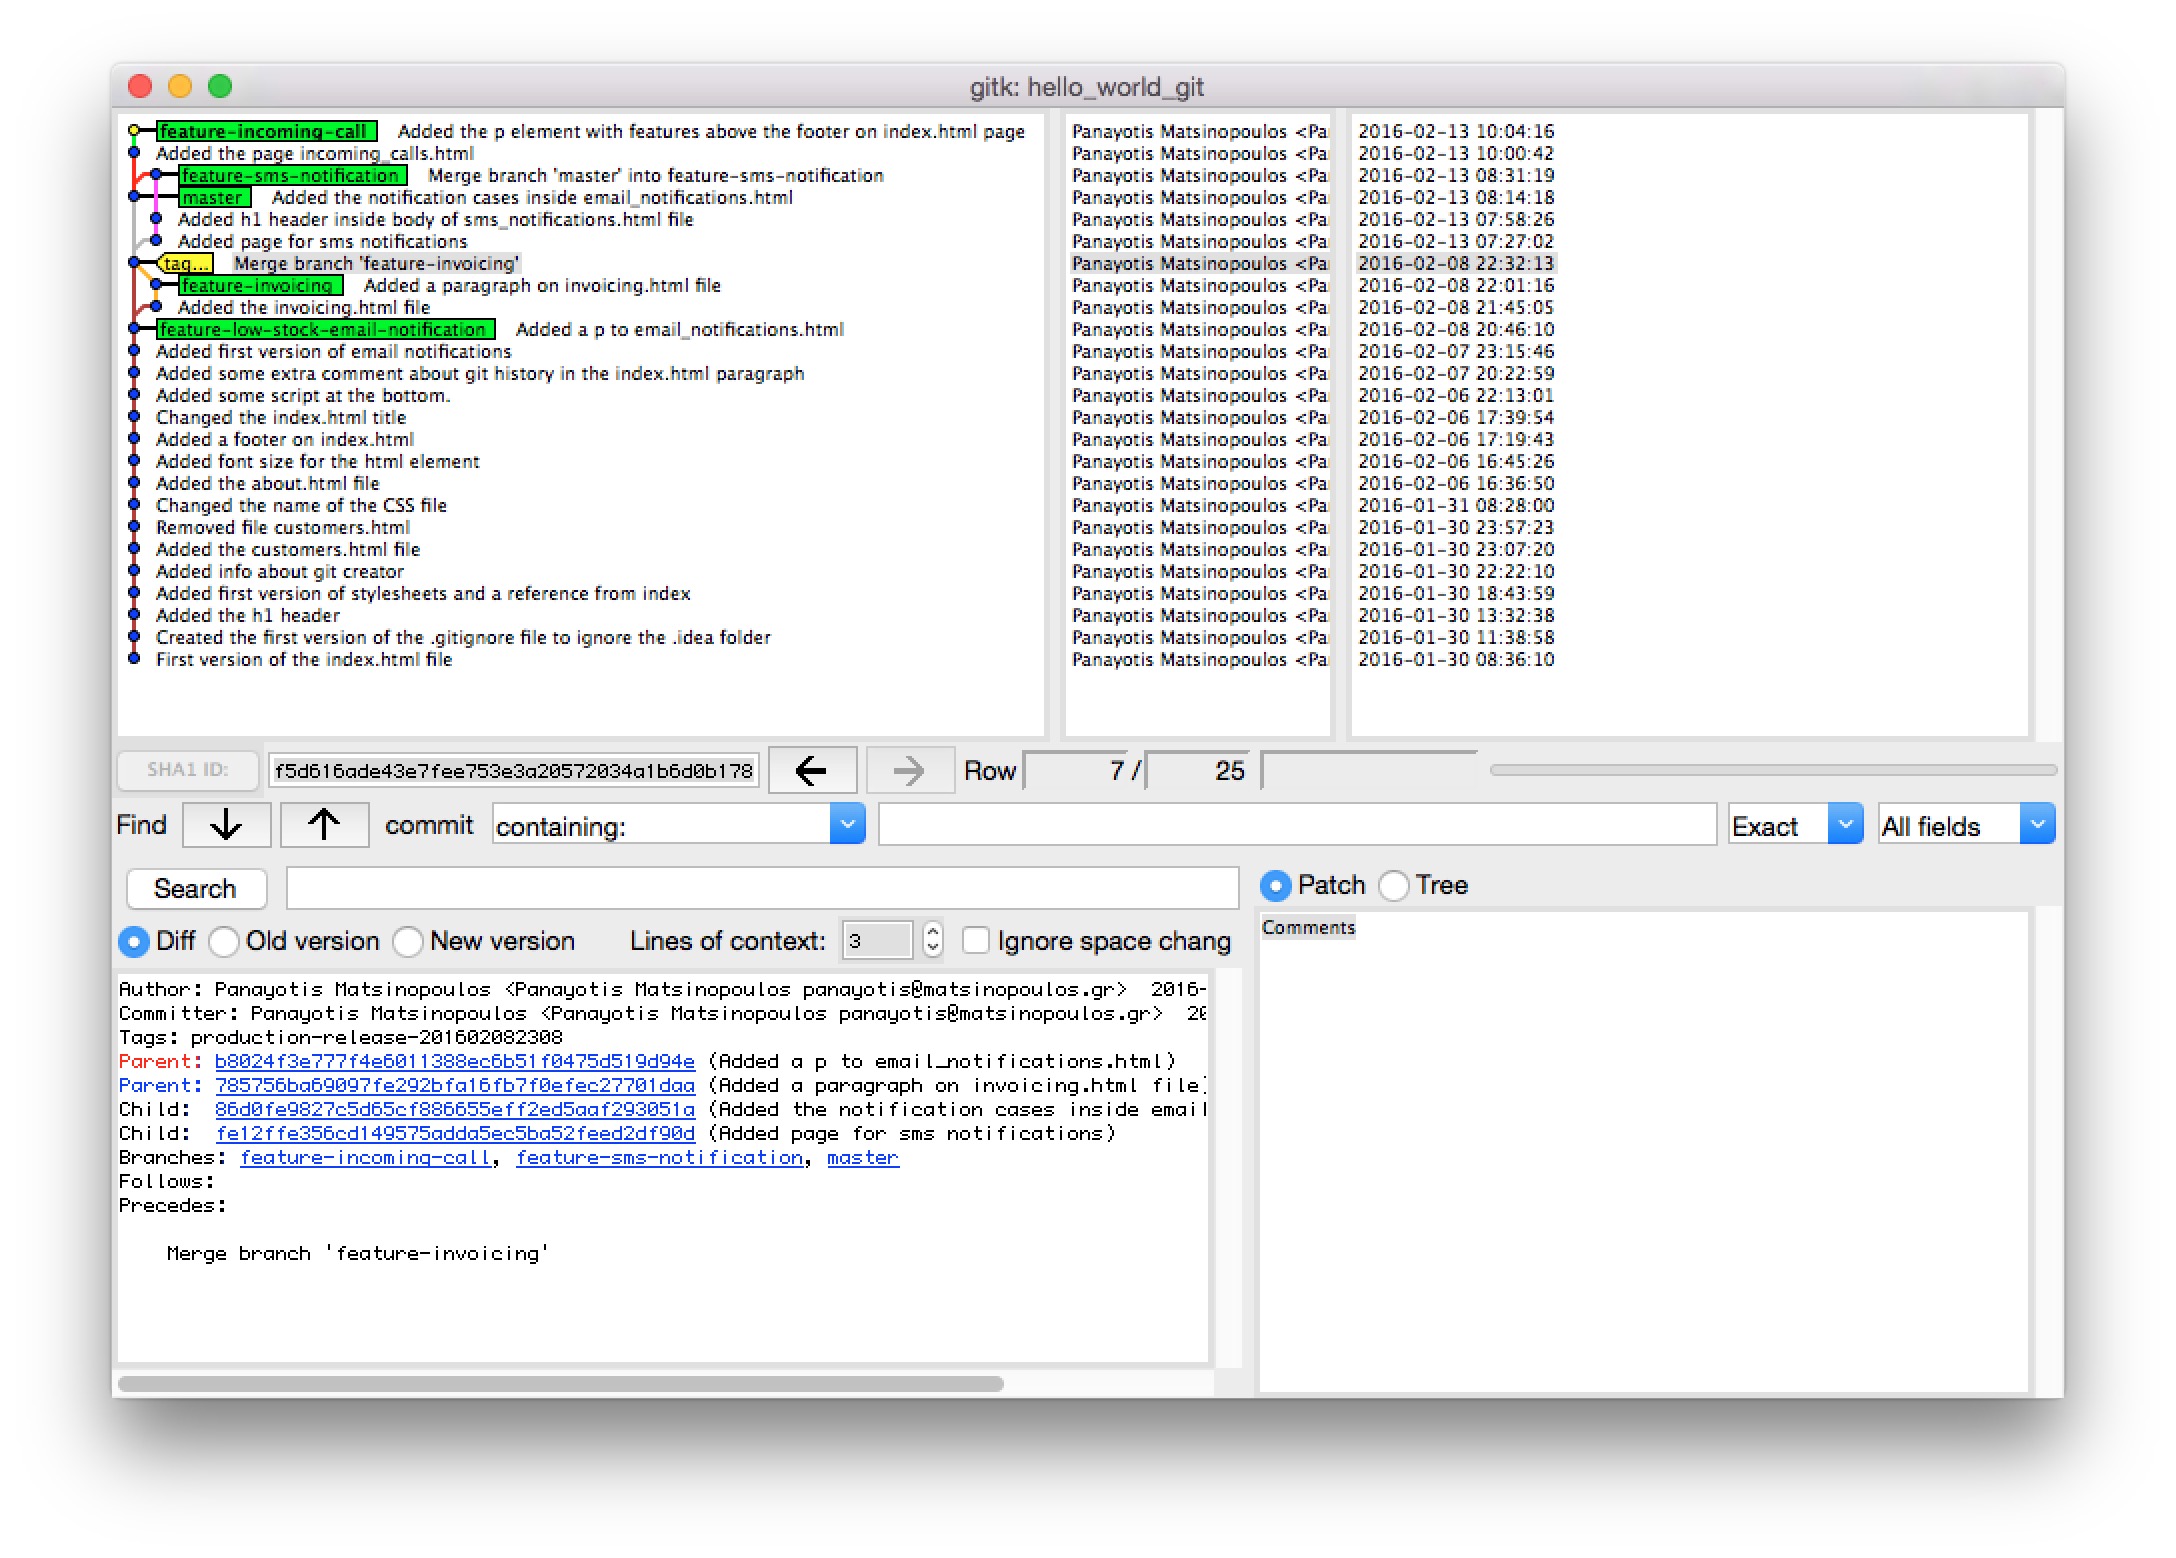 gitk: hello_world_git
feature-incoming-call Added the p element with features above the footer on index.html page Panayotis Matsinopoulos <Pa 2016-02-13 10:04:16
Added the page incoming_calls.html Panayotis Matsinopoulos <Pa 2016-02-13 10:00:42
feature-sms-notification Merge branch 'master' into feature-sms-notification Panayotis Matsinopoulos <Pa 2016-02-13 08:31:19
master Added the notification cases inside email_notifications.html Panayotis Matsinopoulos <Pa 2016-02-13 08:14:18
Added h1 header inside body of sms_notifications.html file Panayotis Matsinopoulos <Pa 2016-02-13 07:58:26
Added page for sms notifications Panayotis Matsinopoulos <Pa 2016-02-13 07:27:02
tag... Merge branch 'feature-invoicing' Panayotis Matsinopoulos <Pa 2016-02-08 22:32:13
feature-invoicing Added a paragraph on invoicing.html file Panayotis Matsinopoulos <Pa 2016-02-08 22:01:16
Added the invoicing.html file Panayotis Matsinopoulos <Pa 2016-02-08 21:45:05
feature-low-stock-email-notification Added a p to email_notifications.html Panayotis Matsinopoulos <Pa 2016-02-08 20:46:10
Added first version of email notifications Panayotis Matsinopoulos <Pa 2016-02-07 23:15:46
Added some extra comment about git history in the index.html paragraph Panayotis Matsinopoulos <Pa 2016-02-07 20:22:59
Added some script at the bottom. Panayotis Matsinopoulos <Pa 2016-02-06 22:13:01
Changed the index.html title Panayotis Matsinopoulos <Pa 2016-02-06 17:39:54
Added a footer on index.html Panayotis Matsinopoulos <Pa 2016-02-06 17:19:43
Added font size for the html element Panayotis Matsinopoulos <Pa 2016-02-06 16:45:26
Added the about.html file Panayotis Matsinopoulos <Pa 2016-02-06 16:36:50
Changed the name of the CSS file Panayotis Matsinopoulos <Pa 2016-01-31 08:28:00
Removed file customers.html Panayotis Matsinopoulos <Pa 2016-01-30 23:57:23
Added the customers.html file Panayotis Matsinopoulos <Pa 2016-01-30 23:07:20
Added info about git creator Panayotis Matsinopoulos <Pa 2016-01-30 22:22:10
Added first version of stylesheets and a reference from index Panayotis Matsinopoulos <Pa 2016-01-30 18:43:59
Added the h1 header Panayotis Matsinopoulos <Pa 2016-01-30 13:32:38
Created the first version of the .gitignore file to ignore the .idea folder Panayotis Matsinopoulos <Pa 2016-01-30 11:38:58
First version of the index.html file Panayotis Matsinopoulos <Pa 2016-01-30 08:36:10
SHA1 ID: f5d616ade43e7fee753e3a20572034a1b6d0b178 Row 7 / 25
Find commit containing: Exact All fields
Search
Patch Tree
Diff Old version New version Lines of context: 3 Ignore space chang
Comments
Author: Panayotis Matsinopoulos <Panayotis Matsinopoulos panayotis@matsinopoulos.gr> 2016-
Committer: Panayotis Matsinopoulos <Panayotis Matsinopoulos panayotis@matsinopoulos.gr> 20
Tags: production-release-201602082308
Parent: b8024f3e777f4e6011388ec6b51f0475d519d94e (Added a p to email_notifications.html)
Parent: 785756ba69097fe292bfa16fb7f0efec27701daa (Added a paragraph on invoicing.html file)
Child: 86d0fe9827c5d65cf886655eff2ed5aaf293051a (Added the notification cases inside email
Child: fe12ffe356cd149575adda5ec5ba52feed2df90d (Added page for sms notifications)
Branches: feature-incoming-call, feature-sms-notification, master
Follows:
Precedes:
Merge branch 'feature-invoicing'